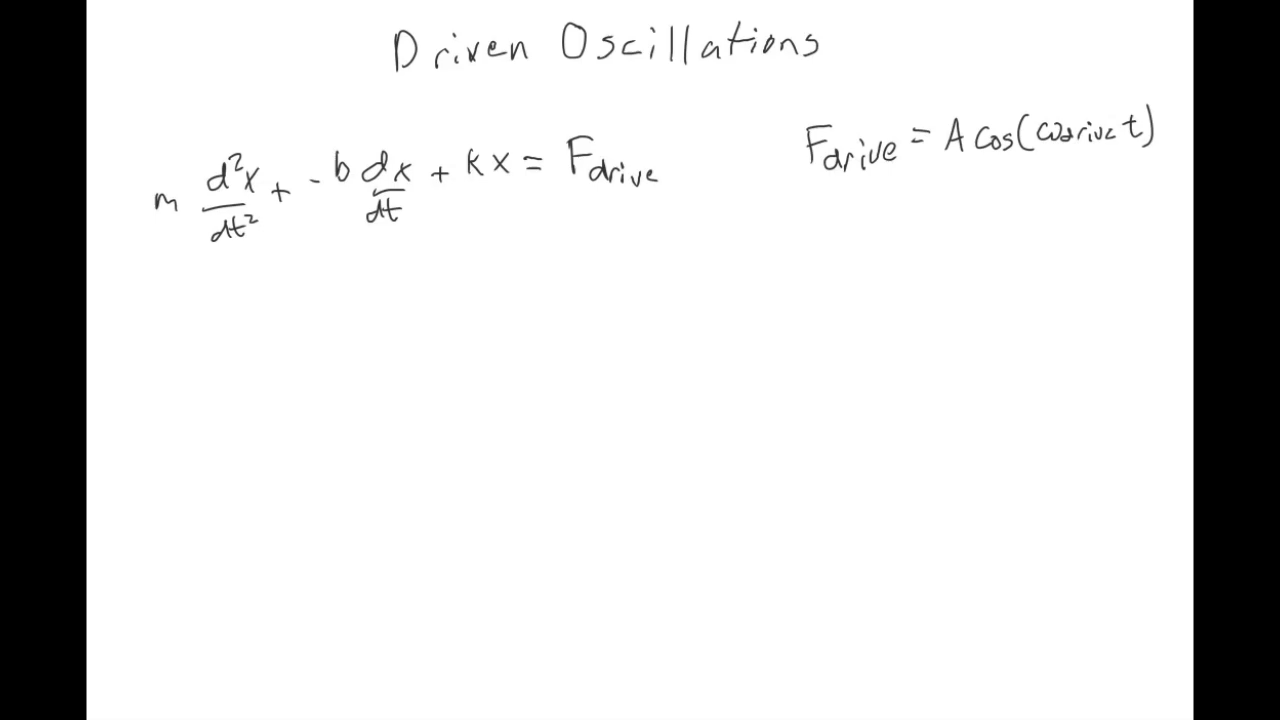 Driven Oscillations
m d²x/dt² + - b dx/dt + kx = Fdrive
Fdrive = A cos(ωdrive t)